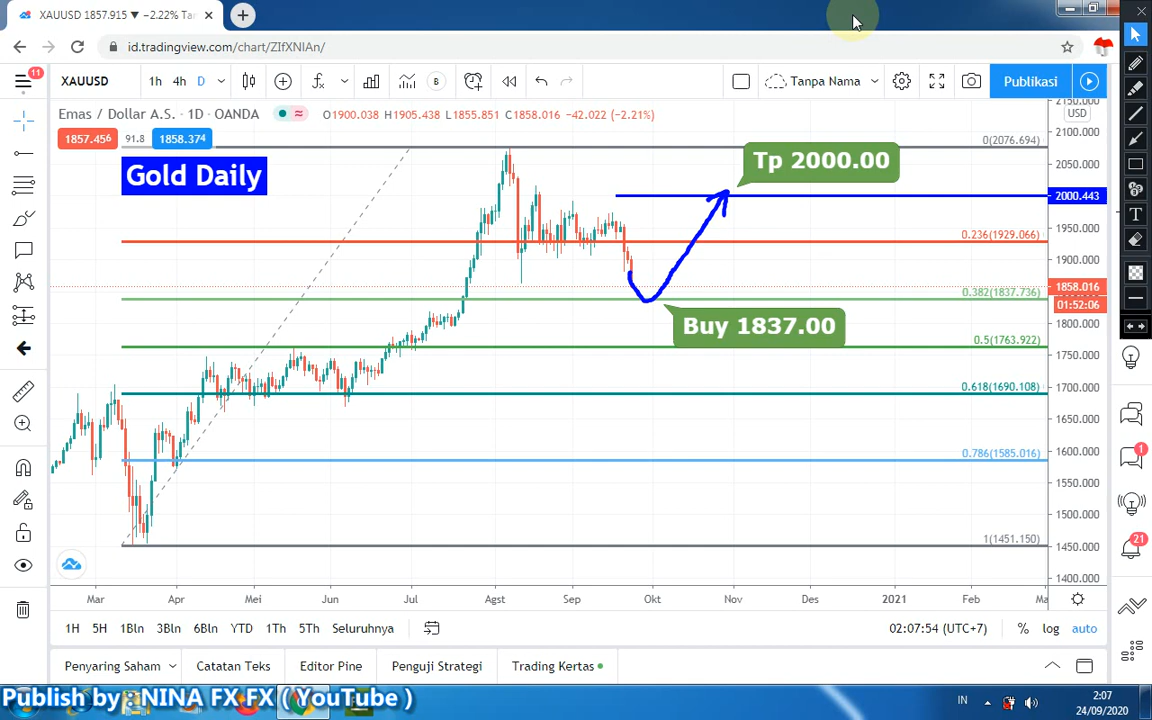 XAUUSD 1857.915 ▼ −2.22% Ta
id.tradingview.com/chart/ZIfXNIAn/
11
XAUUSD
1h 4h D
B
Tanpa Nama
Publikasi
Emas / Dollar A.S. · 1D · OANDA
O1900.038 H1905.438 L1855.851 C1858.016 −42.022 (−2.21%)
1857.456 91.8 1858.374
Gold Daily
Tp 2000.00
Buy 1837.00
0(2076.694)
0.236(1929.066)
0.382(1837.736)
0.5(1763.922)
0.618(1690.108)
0.786(1585.016)
1(1451.150)
2150.000
USD
2100.000
2050.000
2000.443
1950.000
1900.000
1858.016
01:52:06
1800.000
1750.000
1700.000
1650.000
1600.000
1550.000
1500.000
1450.000
1400.000
T
1
21
Mar Apr Mei Jun Jul Agst Sep Okt Nov Des 2021 Feb Ma
1H 5H 1Bln 3Bln 6Bln YTD 1Th 5Th Seluruhnya
02:07:54 (UTC+7) % log auto
Penyaring Saham Catatan Teks Editor Pine Penguji Strategi Trading Kertas
Publish by : NINA FX FX ( YouTube )
IN
2:07
24/09/2020